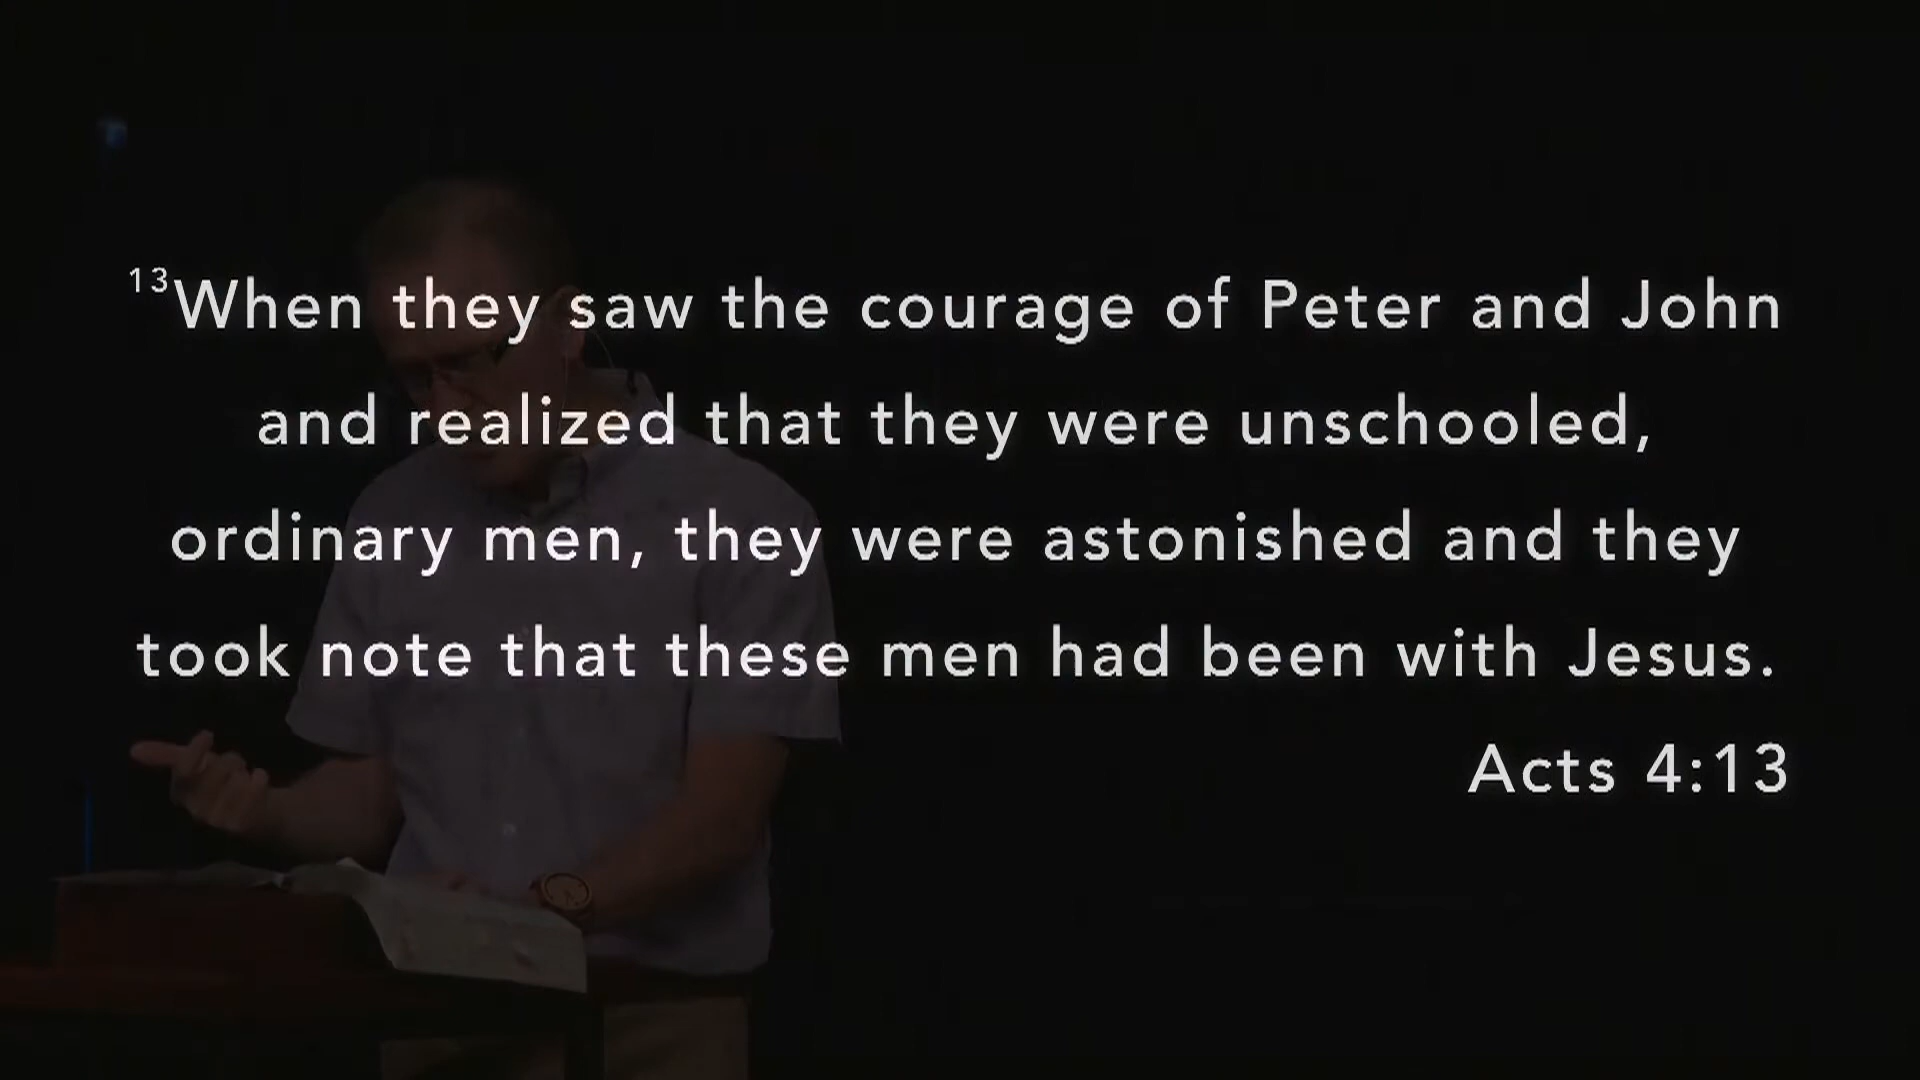 13When they saw the courage of Peter and John
and realized that they were unschooled,
ordinary men, they were astonished and they
took note that these men had been with Jesus.
Acts 4:13